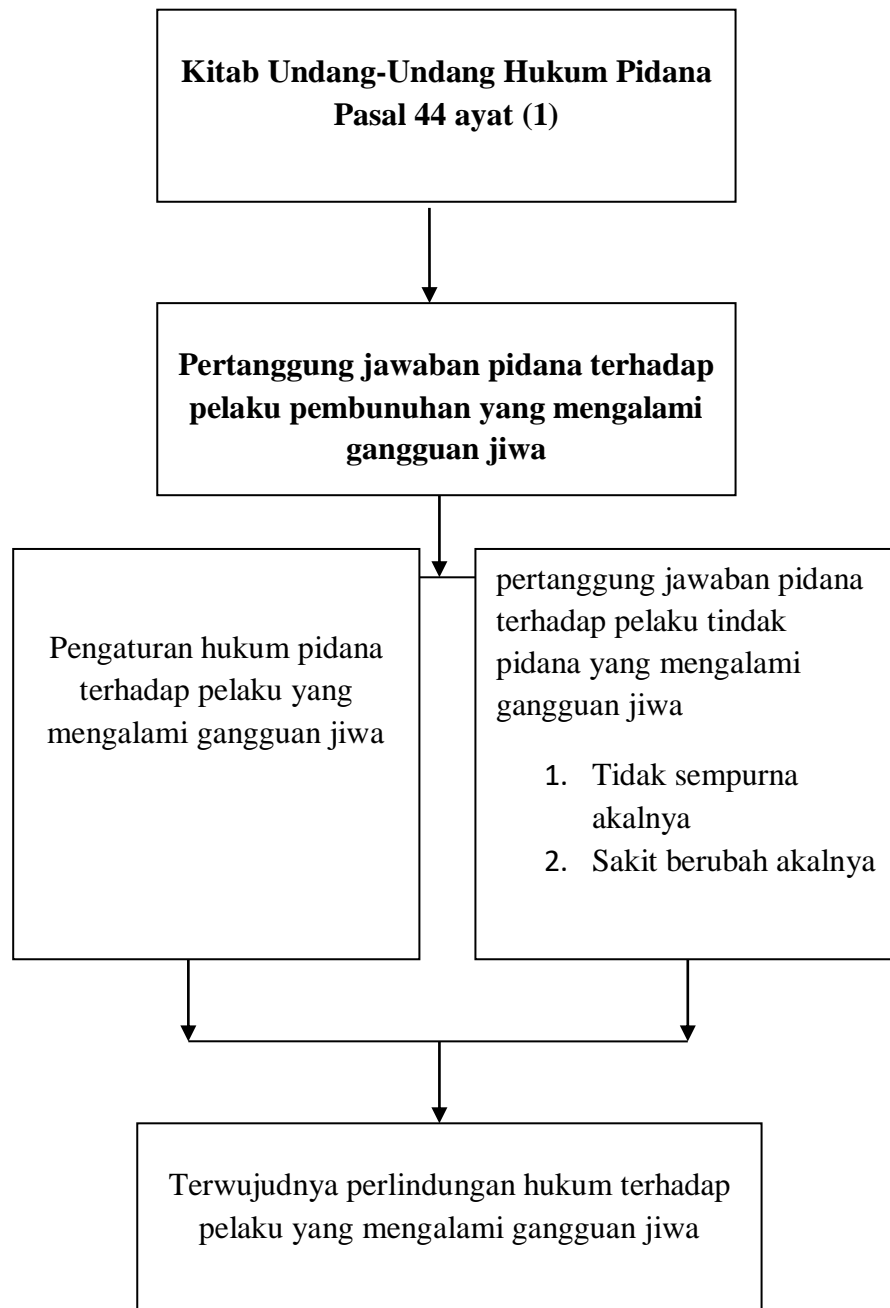 Kitab Undang-Undang Hukum Pidana
Pasal 44 ayat (1)
Pertanggung jawaban pidana terhadap
pelaku pembunuhan yang mengalami
gangguan jiwa
Pengaturan hukum pidana
terhadap pelaku yang
mengalami gangguan jiwa
pertanggung jawaban pidana
terhadap pelaku tindak
pidana yang mengalami
gangguan jiwa
1. Tidak sempurna
akalnya
2. Sakit berubah akalnya
Terwujudnya perlindungan hukum terhadap
pelaku yang mengalami gangguan jiwa